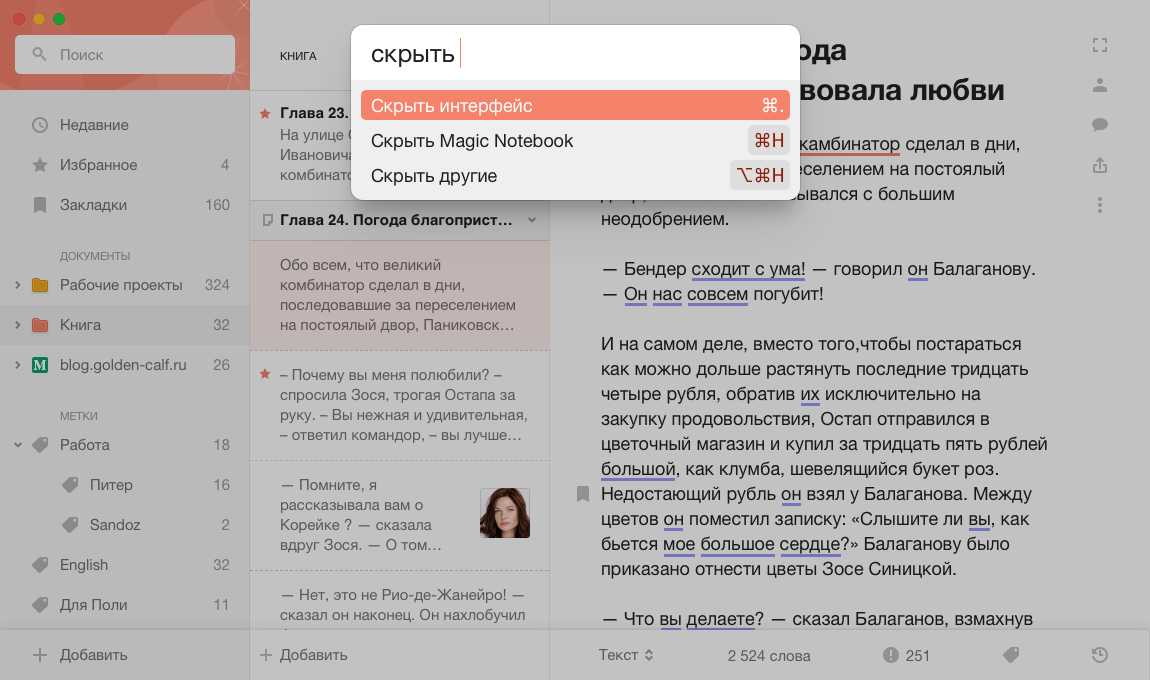 Поиск
Недавние
Избранное 4
Закладки 160
ДОКУМЕНТЫ
Рабочие проекты 324
Книга 32
M blog.golden-calf.ru 26
МЕТКИ
Работа 18
Питер 16
Sandoz 2
English 32
Для Поли 11
Добавить
КНИГА
Глава 23.
На улице
Ивановича
комбинато
Глава 24. Погода благоприст…
Обо всем, что великий
комбинатор сделал в дни,
последовавшие за переселением
на постоялый двор, Паниковск…
– Почему вы меня полюбили? –
спросила Зося, трогая Остапа за
руку. – Вы нежная и удивительная,
– ответил командор, – вы лучше…
— Помните, я
рассказывала вам о
Корейке ? — сказала
вдруг Зося. — О том…
— Нет, это не Рио-де-Жанейро! —
сказал он наконец. Он нахлобучил
Добавить
скрыть
Скрыть интерфейс ⌘.
Скрыть Magic Notebook ⌘H
Скрыть другие ⌥⌘H
ода
вовала любви
комбинатор сделал в дни,
еселением на постоялый
ывался с большим
неодобрением.
— Бендер сходит с ума! — говорил он Балаганову.
— Он нас совсем погубит!
И на самом деле, вместо того,чтобы постараться
как можно дольше растянуть последние тридцать
четыре рубля, обратив их исключительно на
закупку продовольствия, Остап отправился в
цветочный магазин и купил за тридцать пять рублей
большой, как клумба, шевелящийся букет роз.
Недостающий рубль он взял у Балаганова. Между
цветов он поместил записку: «Слышите ли вы, как
бьется мое большое сердце?» Балаганову было
приказано отнести цветы Зосе Синицкой.
— Что вы делаете? — сказал Балаганов, взмахнув
Текст 2 524 слова 251